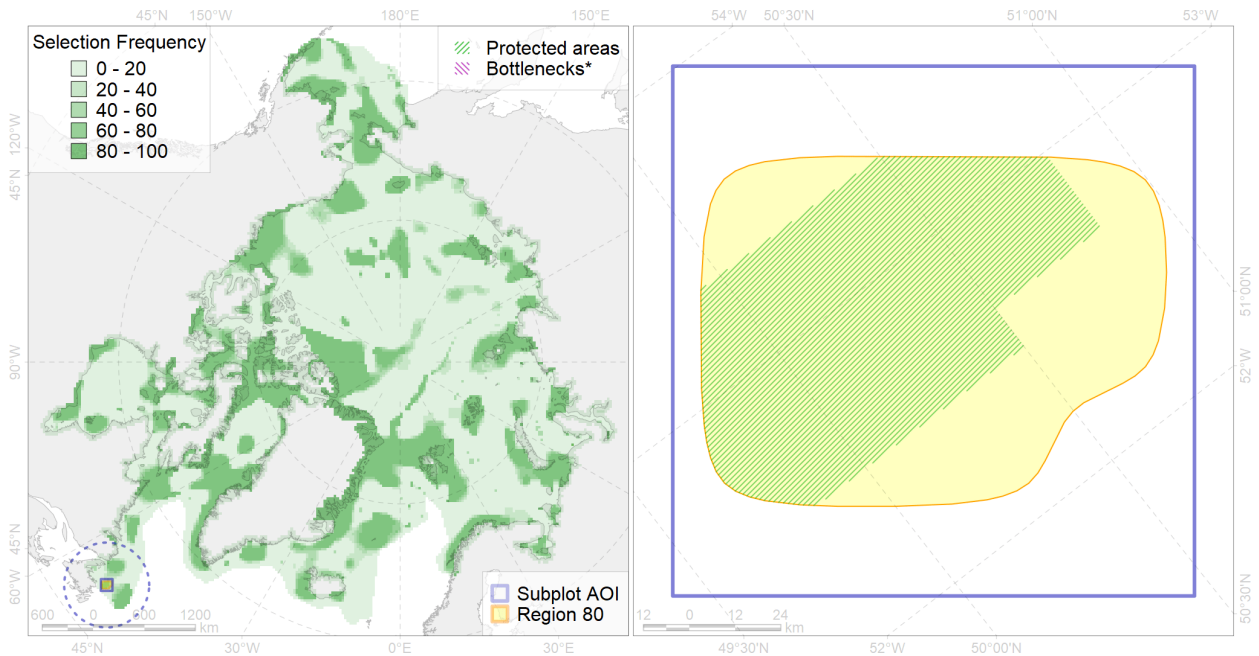 45°N 150°W 180°E 150°E
54°W 50°30'N 51°00'N 53°W
Selection Frequency
0 - 20
20 - 40
40 - 60
60 - 80
80 - 100
Protected areas
Bottlenecks*
120°W
45°N
90°W
45°N
60°W
51°00'N
52°W
50°30'N
Subplot AOI
Region 80
600 0 600 1200
km
12 0 12 24
km
45°N 30°W 0°E 30°E
49°30'N 52°W 50°00'N